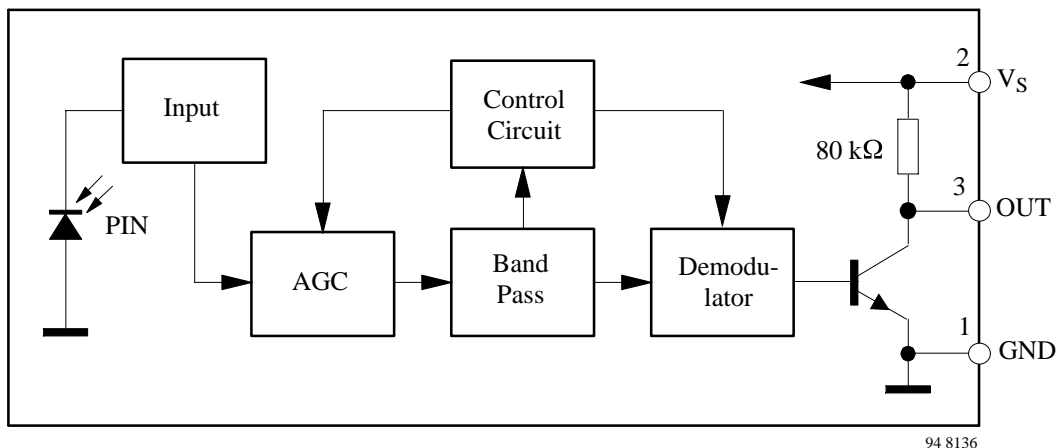 2
V_S
Input
Control
Circuit
80 kΩ
3
OUT
PIN
AGC
Band
Pass
Demodu-
lator
1
GND
94 8136